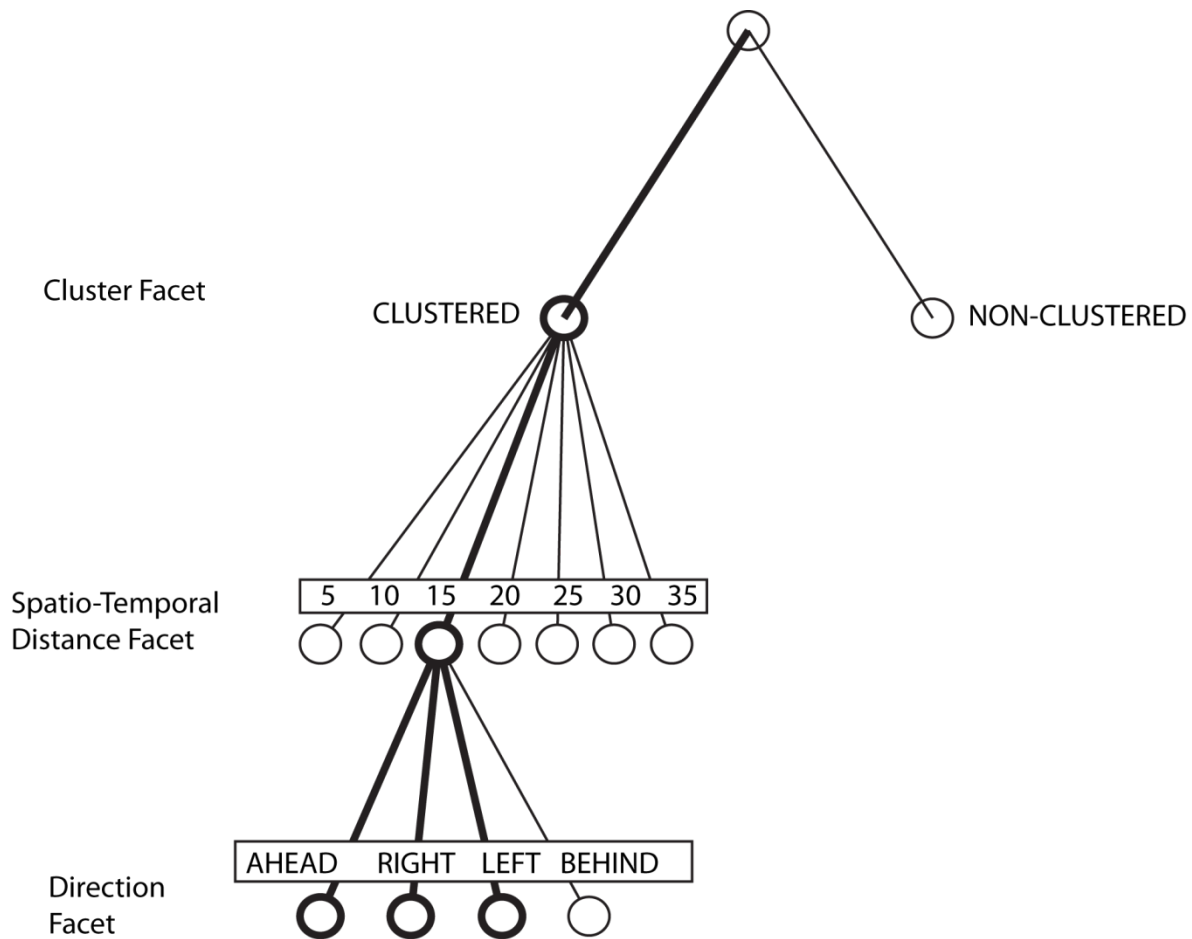 Cluster Facet
CLUSTERED
NON-CLUSTERED
Spatio-Temporal
Distance Facet
5 10 15 20 25 30 35
AHEAD RIGHT LEFT BEHIND
Direction
Facet